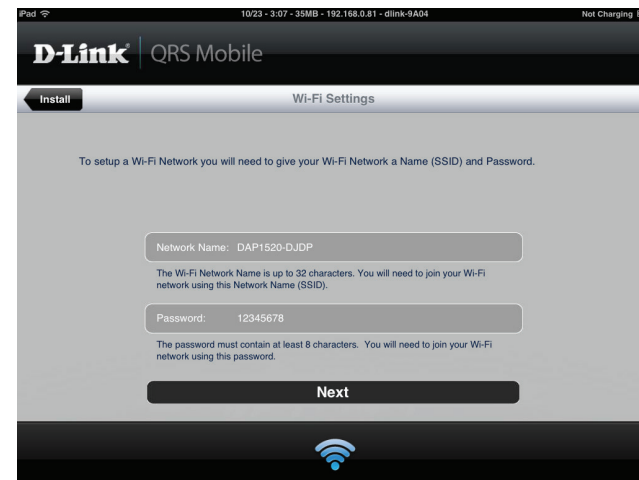 iPad 10/23 - 3:07 - 35MB - 192.168.0.81 - dlink-9A04 Not Charging
D-Link QRS Mobile
Install Wi-Fi Settings
To setup a Wi-Fi Network you will need to give your Wi-Fi Network a Name (SSID) and Password.
Network Name: DAP1520-DJDP
The Wi-Fi Network Name is up to 32 characters. You will need to join your Wi-Fi
network using this Network Name (SSID).
Password: 12345678
The password must contain at least 8 characters. You will need to join your Wi-Fi
network using this password.
Next